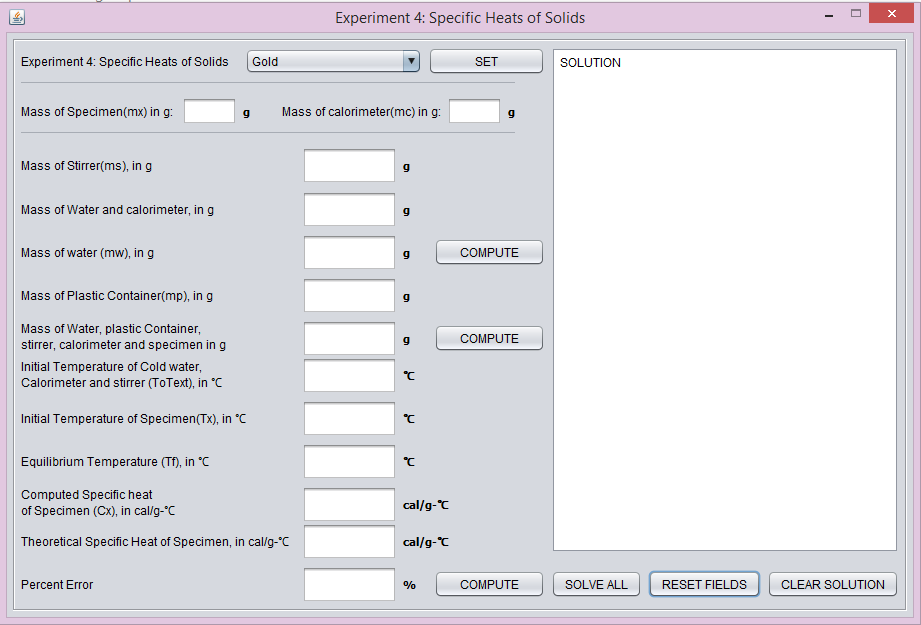 Experiment 4: Specific Heats of Solids
Experiment 4: Specific Heats of Solids
Gold
SET
SOLUTION
Mass of Specimen(mx) in g:
g
Mass of calorimeter(mc) in g:
g
Mass of Stirrer(ms), in g
g
Mass of Water and calorimeter, in g
g
Mass of water (mw), in g
g
COMPUTE
Mass of Plastic Container(mp), in g
g
Mass of Water, plastic Container,
stirrer, calorimeter and specimen in g
g
COMPUTE
Initial Temperature of Cold water,
Calorimeter and stirrer (ToText), in °C
°C
Initial Temperature of Specimen(Tx), in °C
°C
Equilibrium Temperature (Tf), in °C
°C
Computed Specific heat
of Specimen (Cx), in cal/g-°C
cal/g-°C
Theoretical Specific Heat of Specimen, in cal/g-°C
cal/g-°C
Percent Error
%
COMPUTE
SOLVE ALL
RESET FIELDS
CLEAR SOLUTION